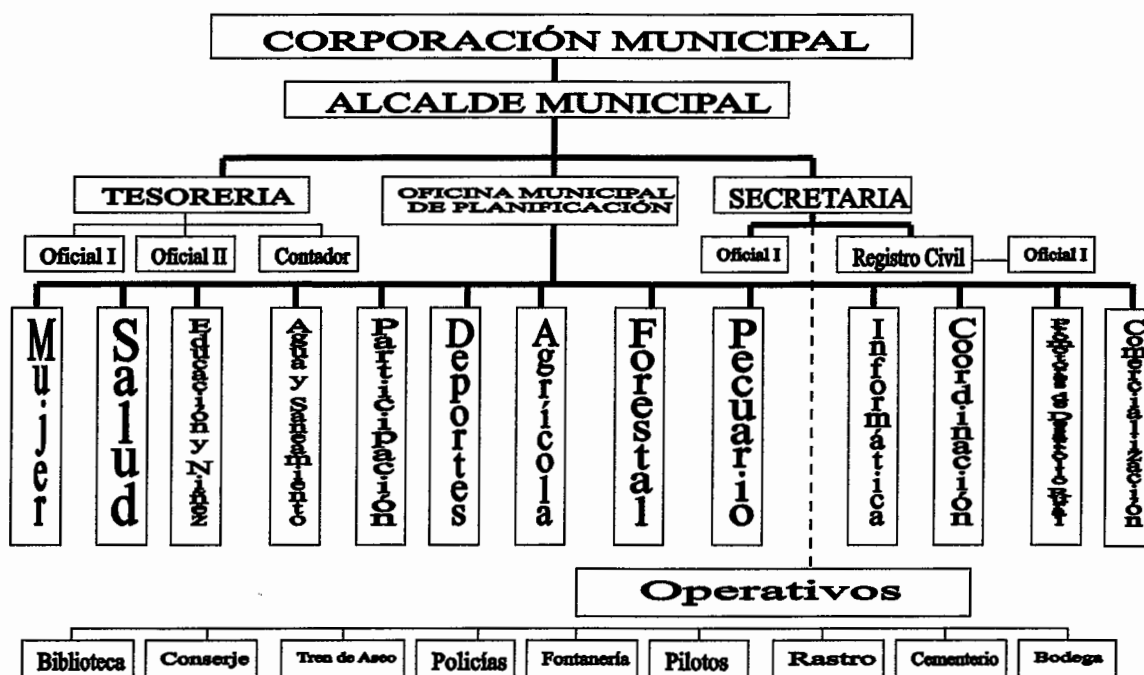 CORPORACIÓN MUNICIPAL
ALCALDE MUNICIPAL
TESORERIA
OFICINA MUNICIPAL
DE PLANIFICACIÓN
SECRETARIA
Oficial I
Oficial II
Contador
Oficial I
Registro Civil
Oficial I
Mujer
Salud
Educación y Niñez
Agua y Saneamiento
Participación
Deportes
Agrícola
Forestal
Pecuario
Informática
Coordinación
Comercialización
Operativos
Biblioteca
Conserje
Tren de Aseo
Policías
Fontanería
Pilotos
Rastro
Cementerio
Bodega